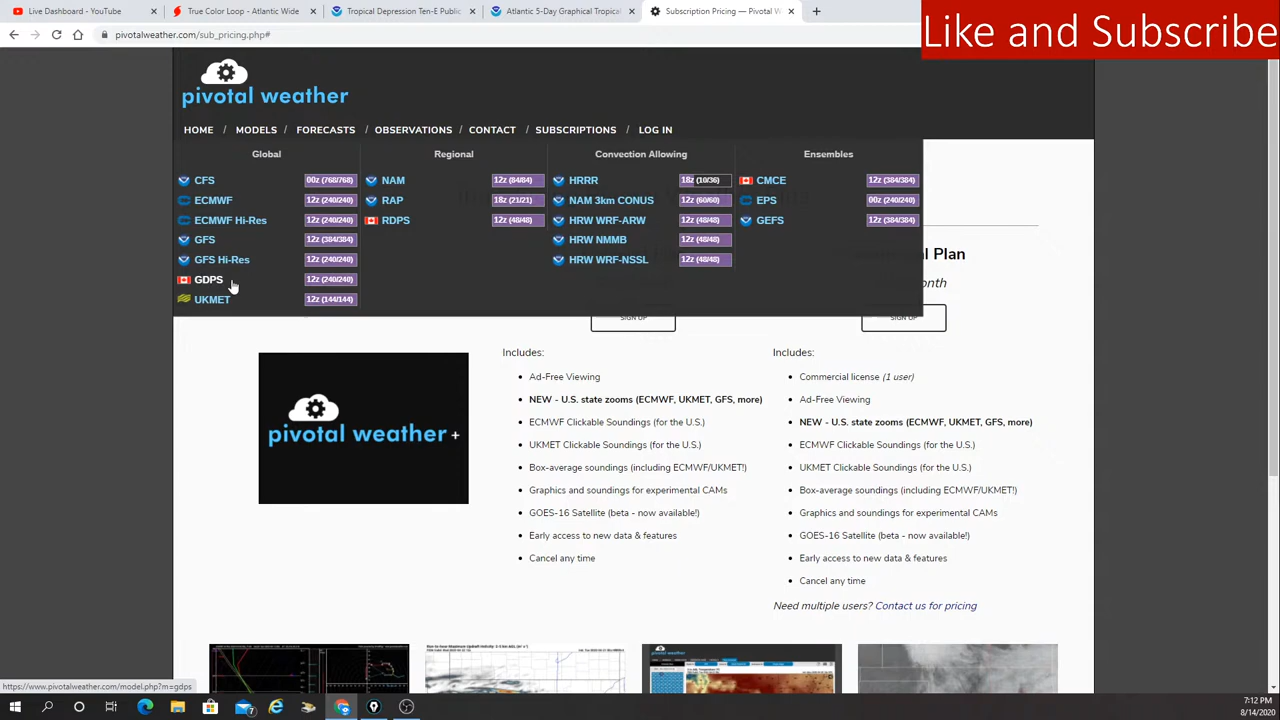 Live Dashboard - YouTube
True Color Loop - Atlantic Wide
Tropical Depression Ten-E Public
Atlantic 5-Day Graphical Tropical
Subscription Pricing — Pivotal W
pivotalweather.com/sub_pricing.php#
Like and Subscribe
pivotal weather
HOME / MODELS / FORECASTS / OBSERVATIONS / CONTACT / SUBSCRIPTIONS / LOG IN
Global
CFS 00z (768/768)
ECMWF 12z (240/240)
ECMWF Hi-Res 12z (240/240)
GFS 12z (384/384)
GFS Hi-Res 12z (240/240)
GDPS 12z (240/240)
UKMET 12z (144/144)
Regional
NAM 12z (84/84)
RAP 18z (21/21)
RDPS 12z (48/48)
Convection Allowing
HRRR 18z (10/36)
NAM 3km CONUS 12z (60/60)
HRW WRF-ARW 12z (48/48)
HRW NMMB 12z (48/48)
HRW WRF-NSSL 12z (48/48)
Ensembles
CMCE 12z (384/384)
EPS 00z (240/240)
GEFS 12z (384/384)
Plan
onth
SIGN UP
SIGN UP
pivotal weather +
Includes:
Ad-Free Viewing
NEW - U.S. state zooms (ECMWF, UKMET, GFS, more)
ECMWF Clickable Soundings (for the U.S.)
UKMET Clickable Soundings (for the U.S.)
Box-average soundings (including ECMWF/UKMET!)
Graphics and soundings for experimental CAMs
GOES-16 Satellite (beta - now available!)
Early access to new data & features
Cancel any time
Includes:
Commercial license (1 user)
Ad-Free Viewing
NEW - U.S. state zooms (ECMWF, UKMET, GFS, more)
ECMWF Clickable Soundings (for the U.S.)
UKMET Clickable Soundings (for the U.S.)
Box-average soundings (including ECMWF/UKMET!)
Graphics and soundings for experimental CAMs
GOES-16 Satellite (beta - now available!)
Early access to new data & features
Cancel any time
Need multiple users? Contact us for pricing
https://www.pivotalweather.com/model.php?m=gdps
7:12 PM
8/14/2020